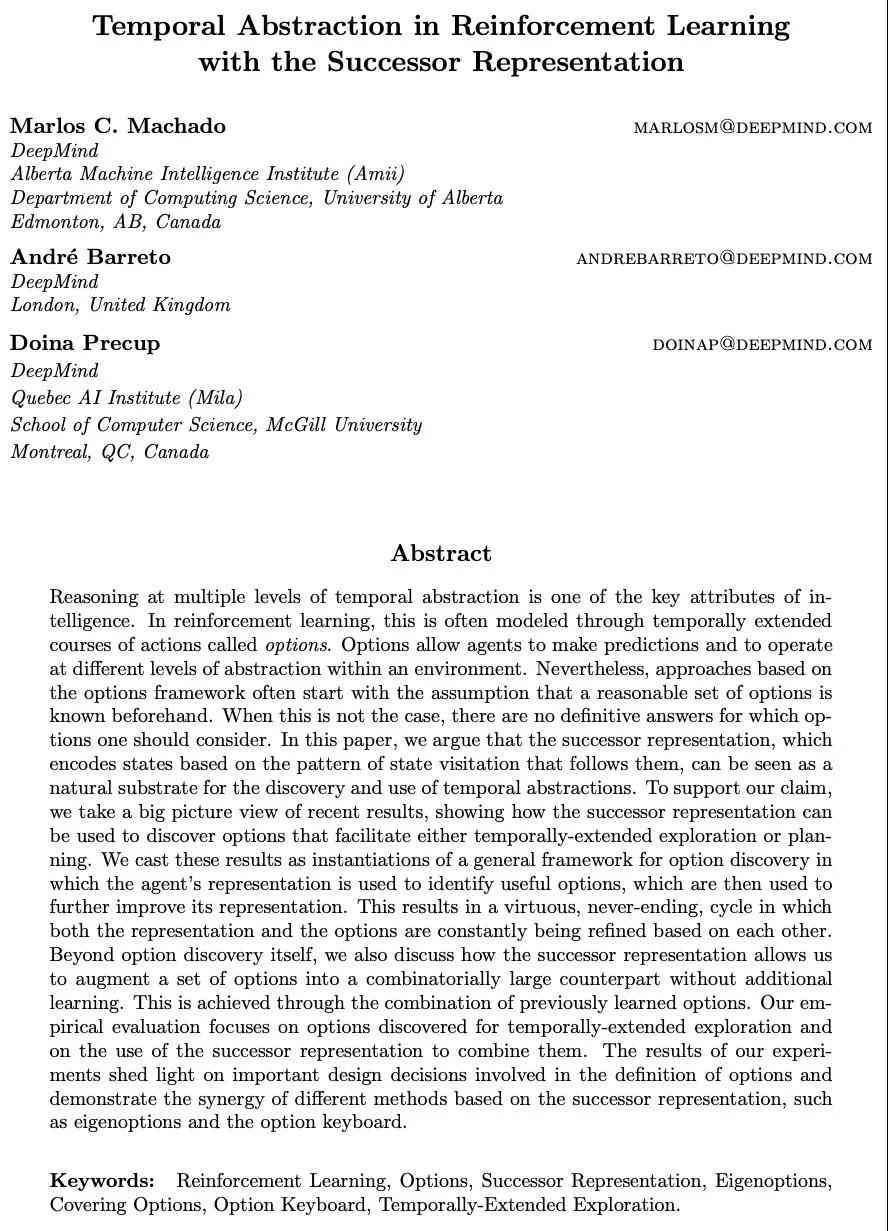 Temporal Abstraction in Reinforcement Learning
with the Successor Representation
Marlos C. Machado marlosm@deepmind.com
DeepMind
Alberta Machine Intelligence Institute (Amii)
Department of Computing Science, University of Alberta
Edmonton, AB, Canada
André Barreto andrebarreto@deepmind.com
DeepMind
London, United Kingdom
Doina Precup doinap@deepmind.com
DeepMind
Quebec AI Institute (Mila)
School of Computer Science, McGill University
Montreal, QC, Canada
Abstract
Reasoning at multiple levels of temporal abstraction is one of the key attributes of in-
telligence. In reinforcement learning, this is often modeled through temporally extended
courses of actions called options. Options allow agents to make predictions and to operate
at different levels of abstraction within an environment. Nevertheless, approaches based on
the options framework often start with the assumption that a reasonable set of options is
known beforehand. When this is not the case, there are no definitive answers for which op-
tions one should consider. In this paper, we argue that the successor representation, which
encodes states based on the pattern of state visitation that follows them, can be seen as a
natural substrate for the discovery and use of temporal abstractions. To support our claim,
we take a big picture view of recent results, showing how the successor representation can
be used to discover options that facilitate either temporally-extended exploration or plan-
ning. We cast these results as instantiations of a general framework for option discovery in
which the agent's representation is used to identify useful options, which are then used to
further improve its representation. This results in a virtuous, never-ending, cycle in which
both the representation and the options are constantly being refined based on each other.
Beyond option discovery itself, we also discuss how the successor representation allows us
to augment a set of options into a combinatorially large counterpart without additional
learning. This is achieved through the combination of previously learned options. Our em-
pirical evaluation focuses on options discovered for temporally-extended exploration and
on the use of the successor representation to combine them. The results of our experi-
ments shed light on important design decisions involved in the definition of options and
demonstrate the synergy of different methods based on the successor representation, such
as eigenoptions and the option keyboard.
Keywords: Reinforcement Learning, Options, Successor Representation, Eigenoptions,
Covering Options, Option Keyboard, Temporally-Extended Exploration.